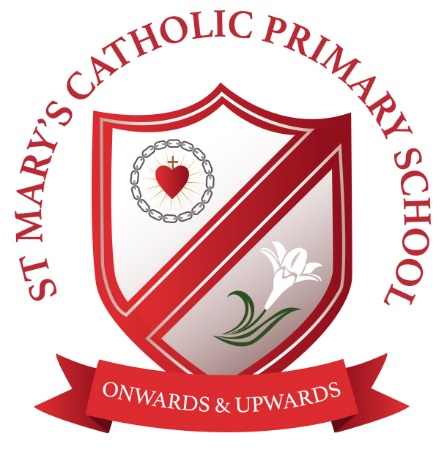 ST MARY'S CATHOLIC PRIMARY SCHOOL
ONWARDS & UPWARDS